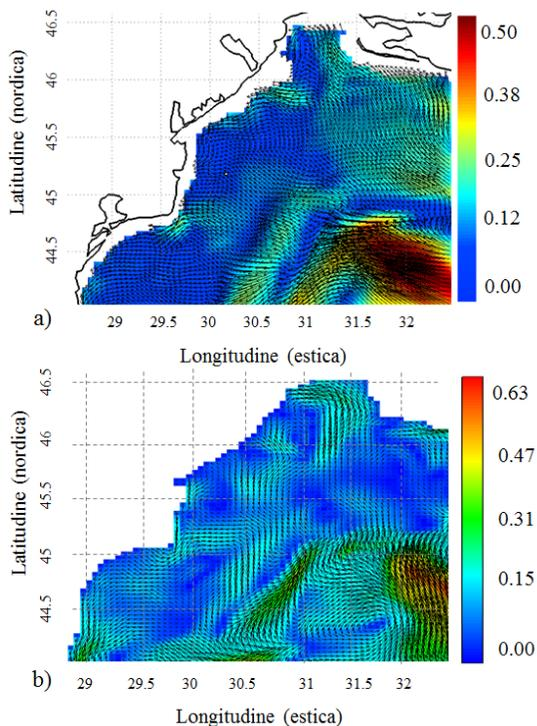 46.5
46
45.5
45
44.5
Latitudine (nordica)
0.50
0.38
0.25
0.12
0.00
a)
29 29.5 30 30.5 31 31.5 32
Longitudine (estica)
46.5
46
45.5
45
44.5
Latitudine (nordica)
0.63
0.47
0.31
0.15
0.00
b)
29 29.5 30 30.5 31 31.5 32
Longitudine (estica)